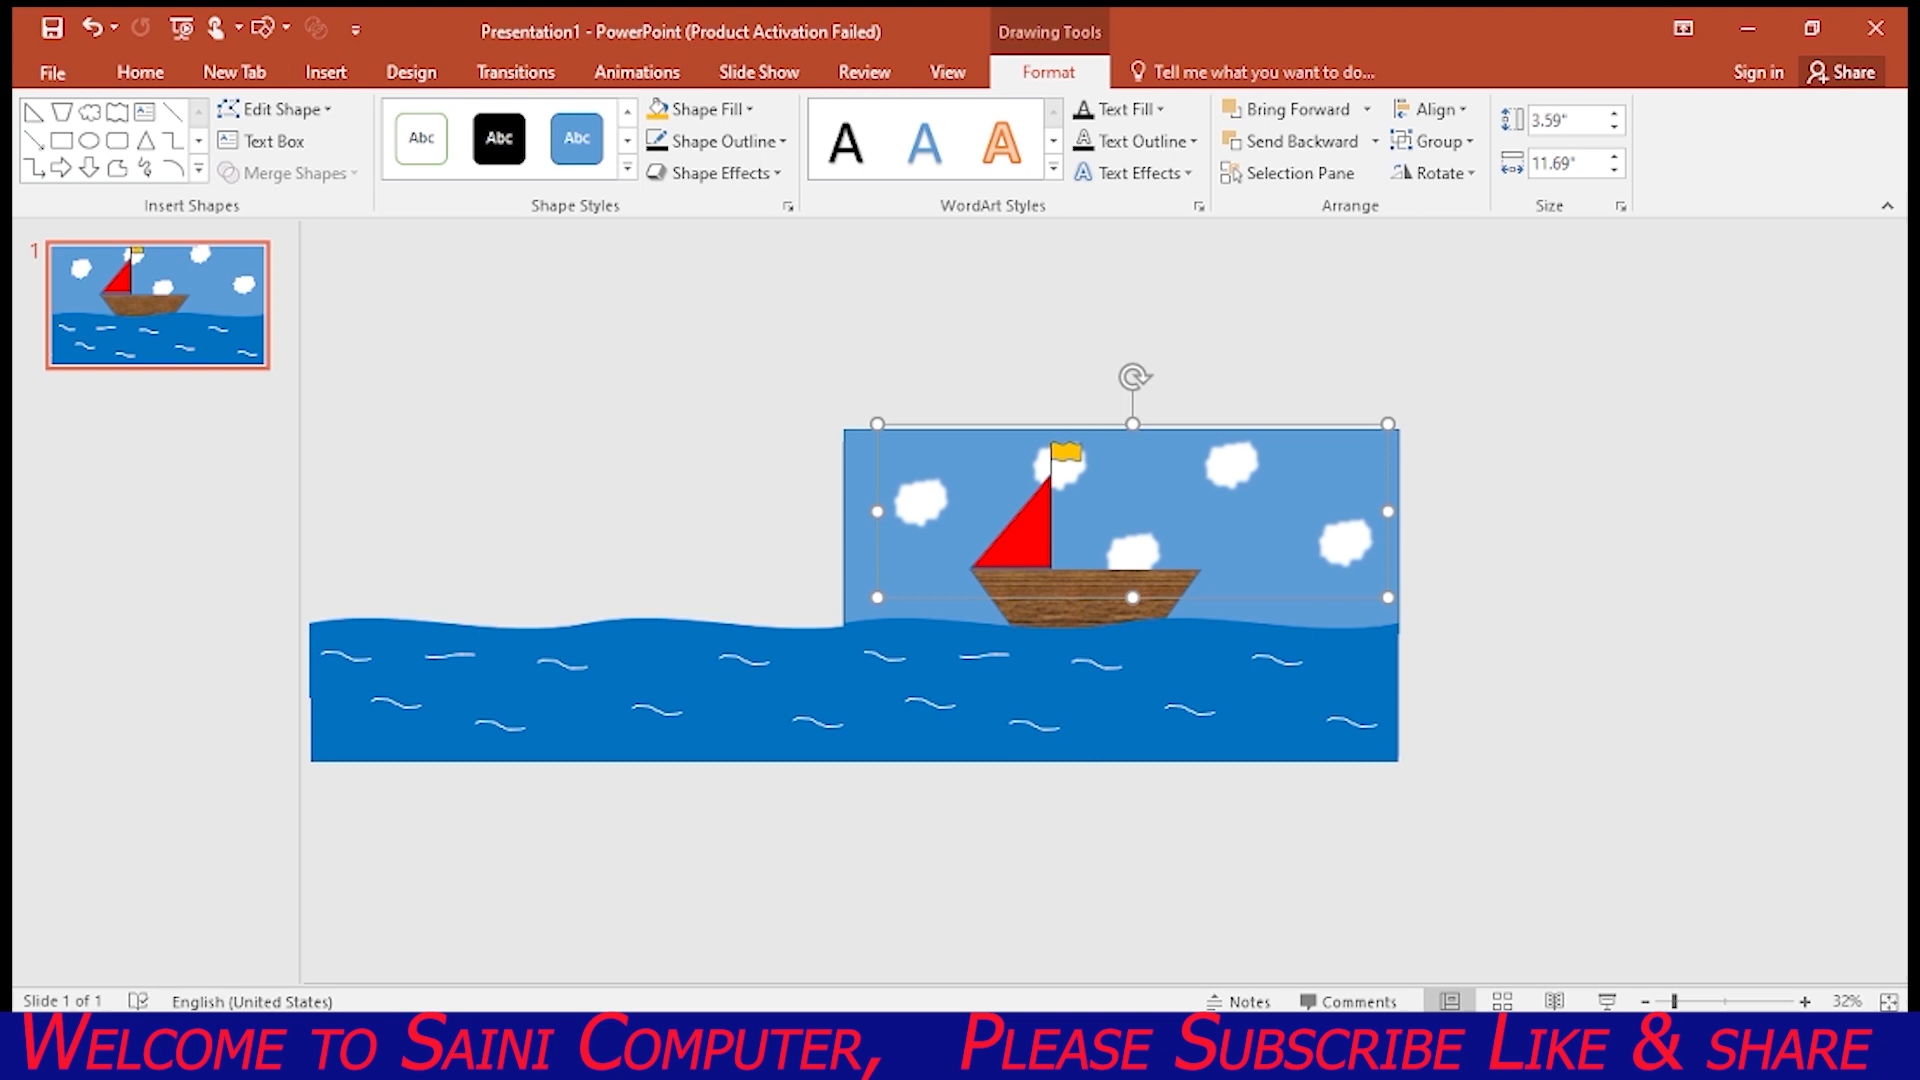 Presentation1 - PowerPoint (Product Activation Failed)
Drawing Tools
File Home New Tab Insert Design Transitions Animations Slide Show Review View Format Tell me what you want to do... Sign in Share
Edit Shape
Text Box
Merge Shapes
Insert Shapes
Abc Abc Abc
Shape Fill
Shape Outline
Shape Effects
Shape Styles
A A A
Text Fill
Text Outline
Text Effects
WordArt Styles
Bring Forward
Send Backward
Selection Pane
Align
Group
Rotate
Arrange
3.59"
11.69"
Size
1
Slide 1 of 1 English (United States) Notes Comments 32%
WELCOME TO SAINI COMPUTER, PLEASE SUBSCRIBE LIKE & SHARE